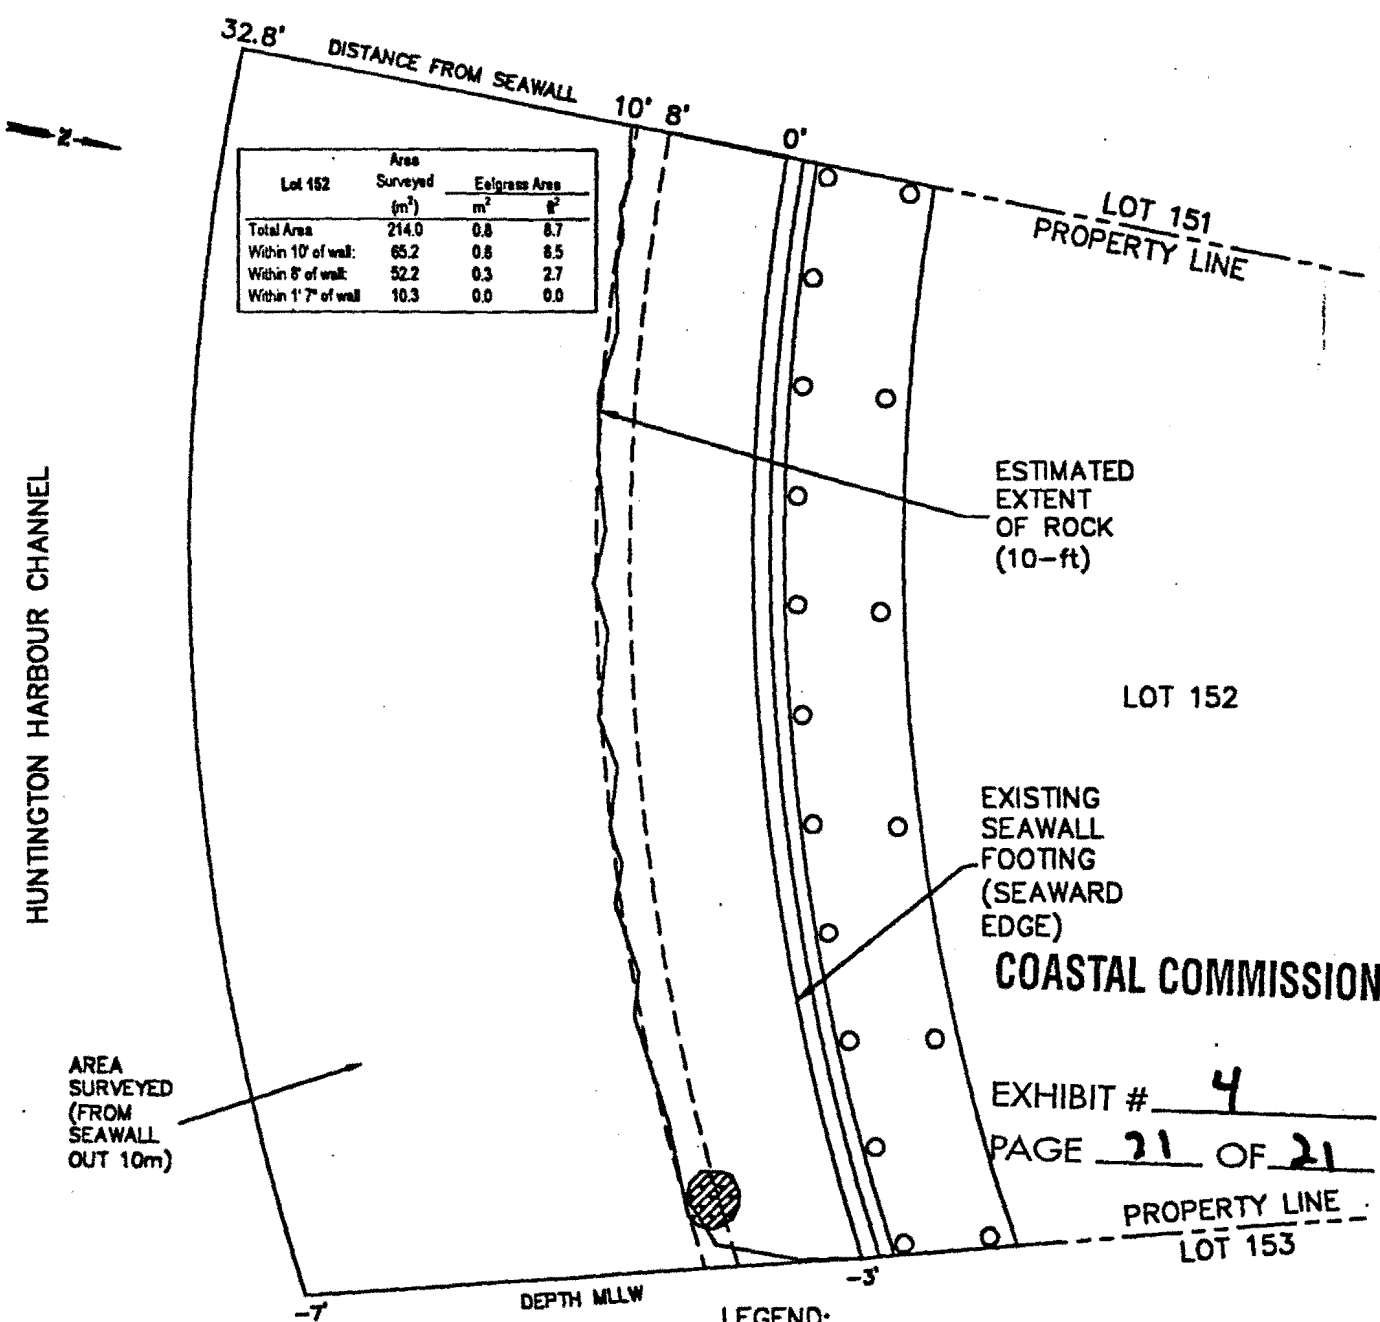 32.8'
DISTANCE FROM SEAWALL
10' 8'
0'
Z
Area
Lot 152 Surveyed Eelgrass Area
(m²) m² ft²
Total Area 214.0 0.8 8.7
Within 10' of wall: 65.2 0.8 8.5
Within 8' of wall: 52.2 0.3 2.7
Within 1' 7" of wall 10.3 0.0 0.0
LOT 151
PROPERTY LINE
HUNTINGTON HARBOUR CHANNEL
ESTIMATED
EXTENT
OF ROCK
(10-ft)
LOT 152
EXISTING
SEAWALL
FOOTING
(SEAWARD
EDGE)
COASTAL COMMISSION
AREA
SURVEYED
(FROM
SEAWALL
OUT 10m)
EXHIBIT # 4
PAGE 21 OF 21
PROPERTY LINE
LOT 153
-7'
DEPTH MLLW
-3'
LEGEND: